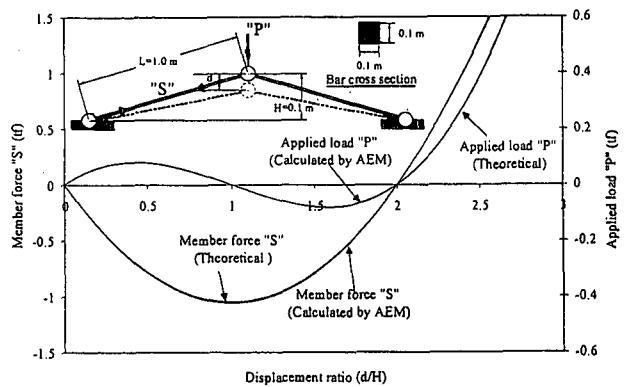 1.5
1
0.5
0
-0.5
-1
-1.5
Member force "S" (tf)
"P"
L=1.0 m
"S"
d
H=0.1 m
0.1 m
0.1 m
Bar cross section
Applied load "P"
(Calculated by AEM)
Applied load "P"
(Theoretical)
Member force "S"
(Theoretical )
Member force "S"
(Calculated by AEM)
0
0.5
1
1.5
2
2.5
3
Displacement ratio (d/H)
0.6
0.4
0.2
0
-0.2
-0.4
-0.6
Applied load "P" (tf)